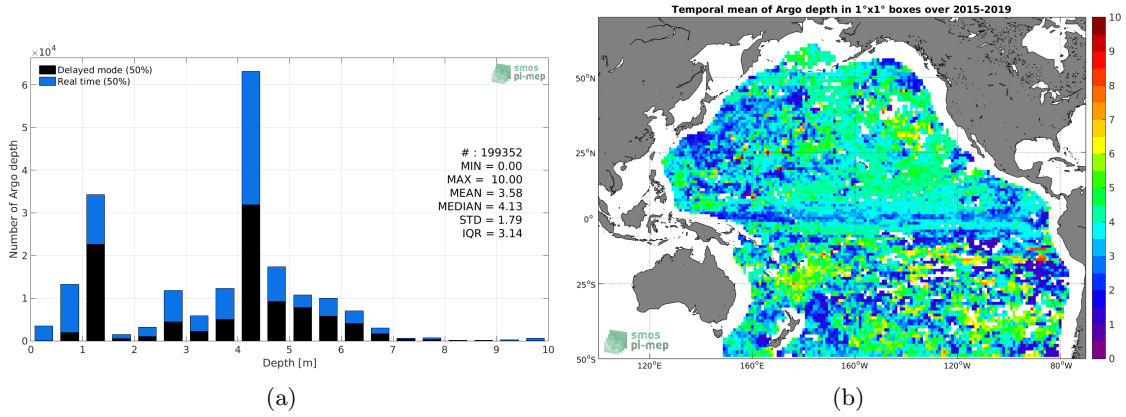 ×10⁴
Delayed mode (50%)
Real time (50%)
smos
pi-mep
6
5
4
3
2
1
0
Number of Argo depth
# : 199352
MIN = 0.00
MAX = 10.00
MEAN = 3.58
MEDIAN = 4.13
STD = 1.79
IQR = 3.14
0 1 2 3 4 5 6 7 8 9 10
Depth [m]
(a)
Temporal mean of Argo depth in 1°x1° boxes over 2015-2019
50°N
25°N
0°
25°S
50°S
120°E 160°E 160°W 120°W 80°W
smos
pi-mep
10
9
8
7
6
5
4
3
2
1
0
(b)